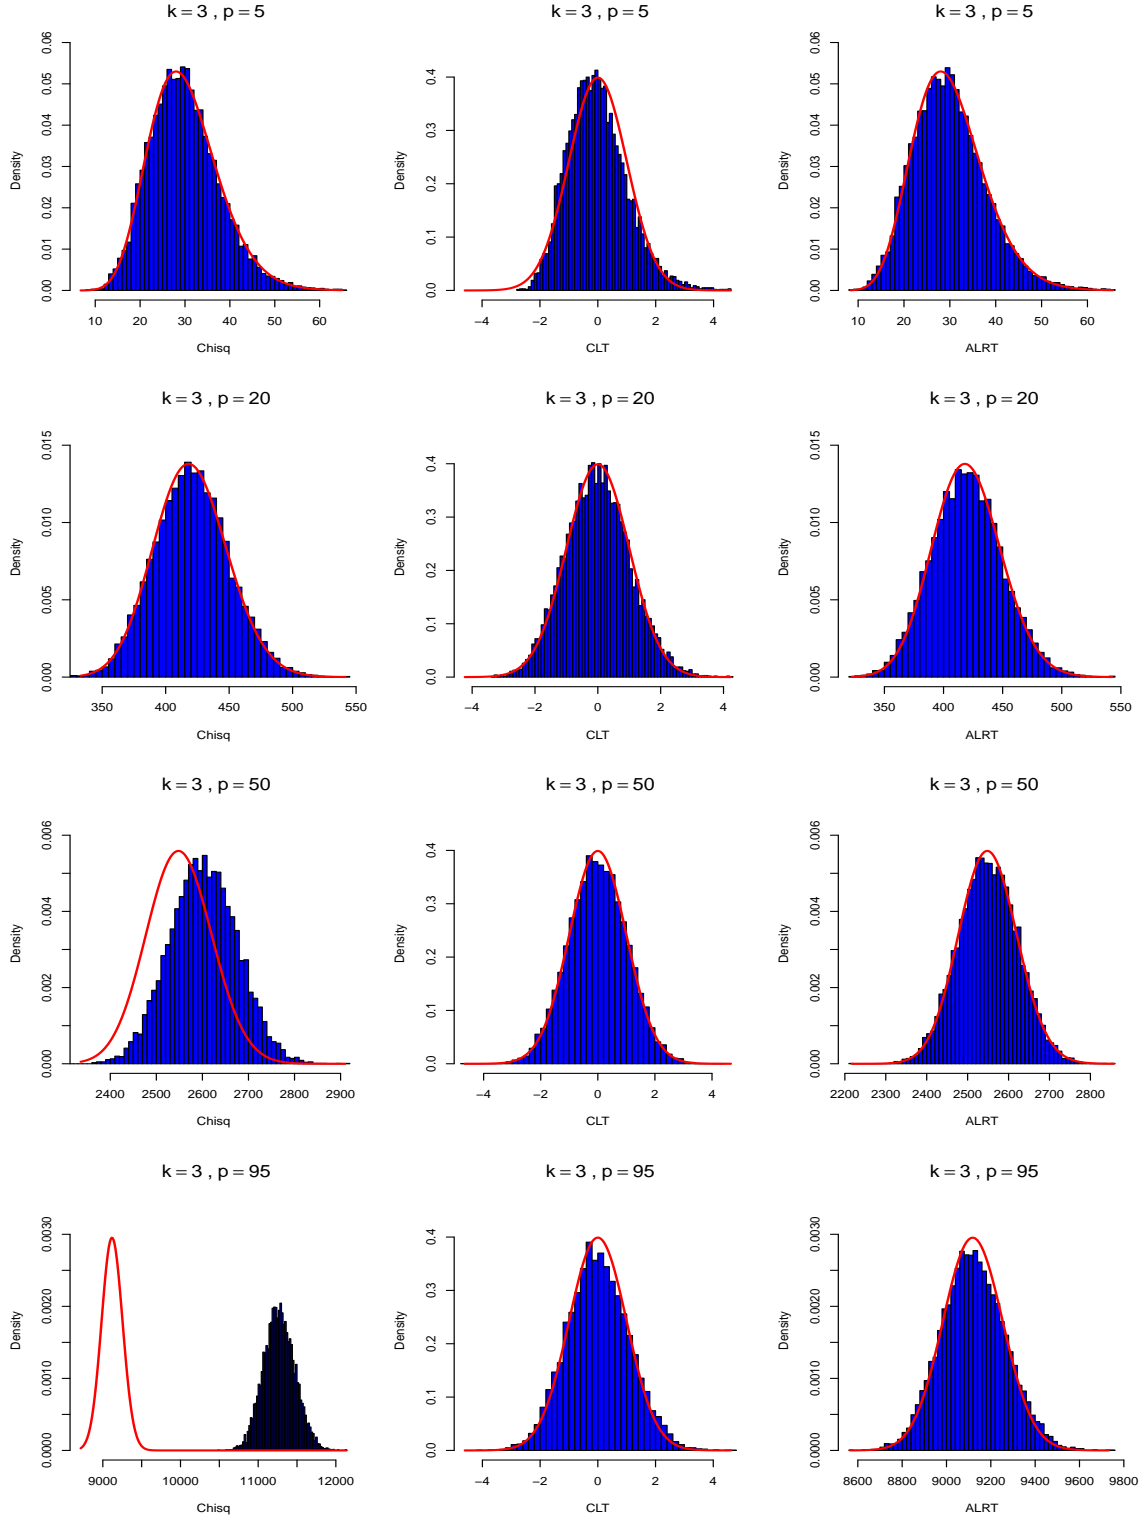 k = 3 , p = 5
k = 3 , p = 5
k = 3 , p = 5
Density
0.00 0.01 0.02 0.03 0.04 0.05 0.06
10 20 30 40 50 60
Chisq
Density
0.0 0.1 0.2 0.3 0.4
−4 −2 0 2 4
CLT
Density
0.00 0.01 0.02 0.03 0.04 0.05 0.06
10 20 30 40 50 60
ALRT
k = 3 , p = 20
k = 3 , p = 20
k = 3 , p = 20
Density
0.000 0.005 0.010 0.015
350 400 450 500 550
Chisq
Density
0.0 0.1 0.2 0.3 0.4
−4 −2 0 2 4
CLT
Density
0.000 0.005 0.010 0.015
350 400 450 500 550
ALRT
k = 3 , p = 50
k = 3 , p = 50
k = 3 , p = 50
Density
0.000 0.002 0.004 0.006
2400 2500 2600 2700 2800 2900
Chisq
Density
0.0 0.1 0.2 0.3 0.4
−4 −2 0 2 4
CLT
Density
0.000 0.002 0.004 0.006
2200 2300 2400 2500 2600 2700 2800
ALRT
k = 3 , p = 95
k = 3 , p = 95
k = 3 , p = 95
Density
0.0000 0.0010 0.0020 0.0030
9000 10000 11000 12000
Chisq
Density
0.0 0.1 0.2 0.3 0.4
−4 −2 0 2 4
CLT
Density
0.0000 0.0010 0.0020 0.0030
8600 8800 9000 9200 9400 9600 9800
ALRT